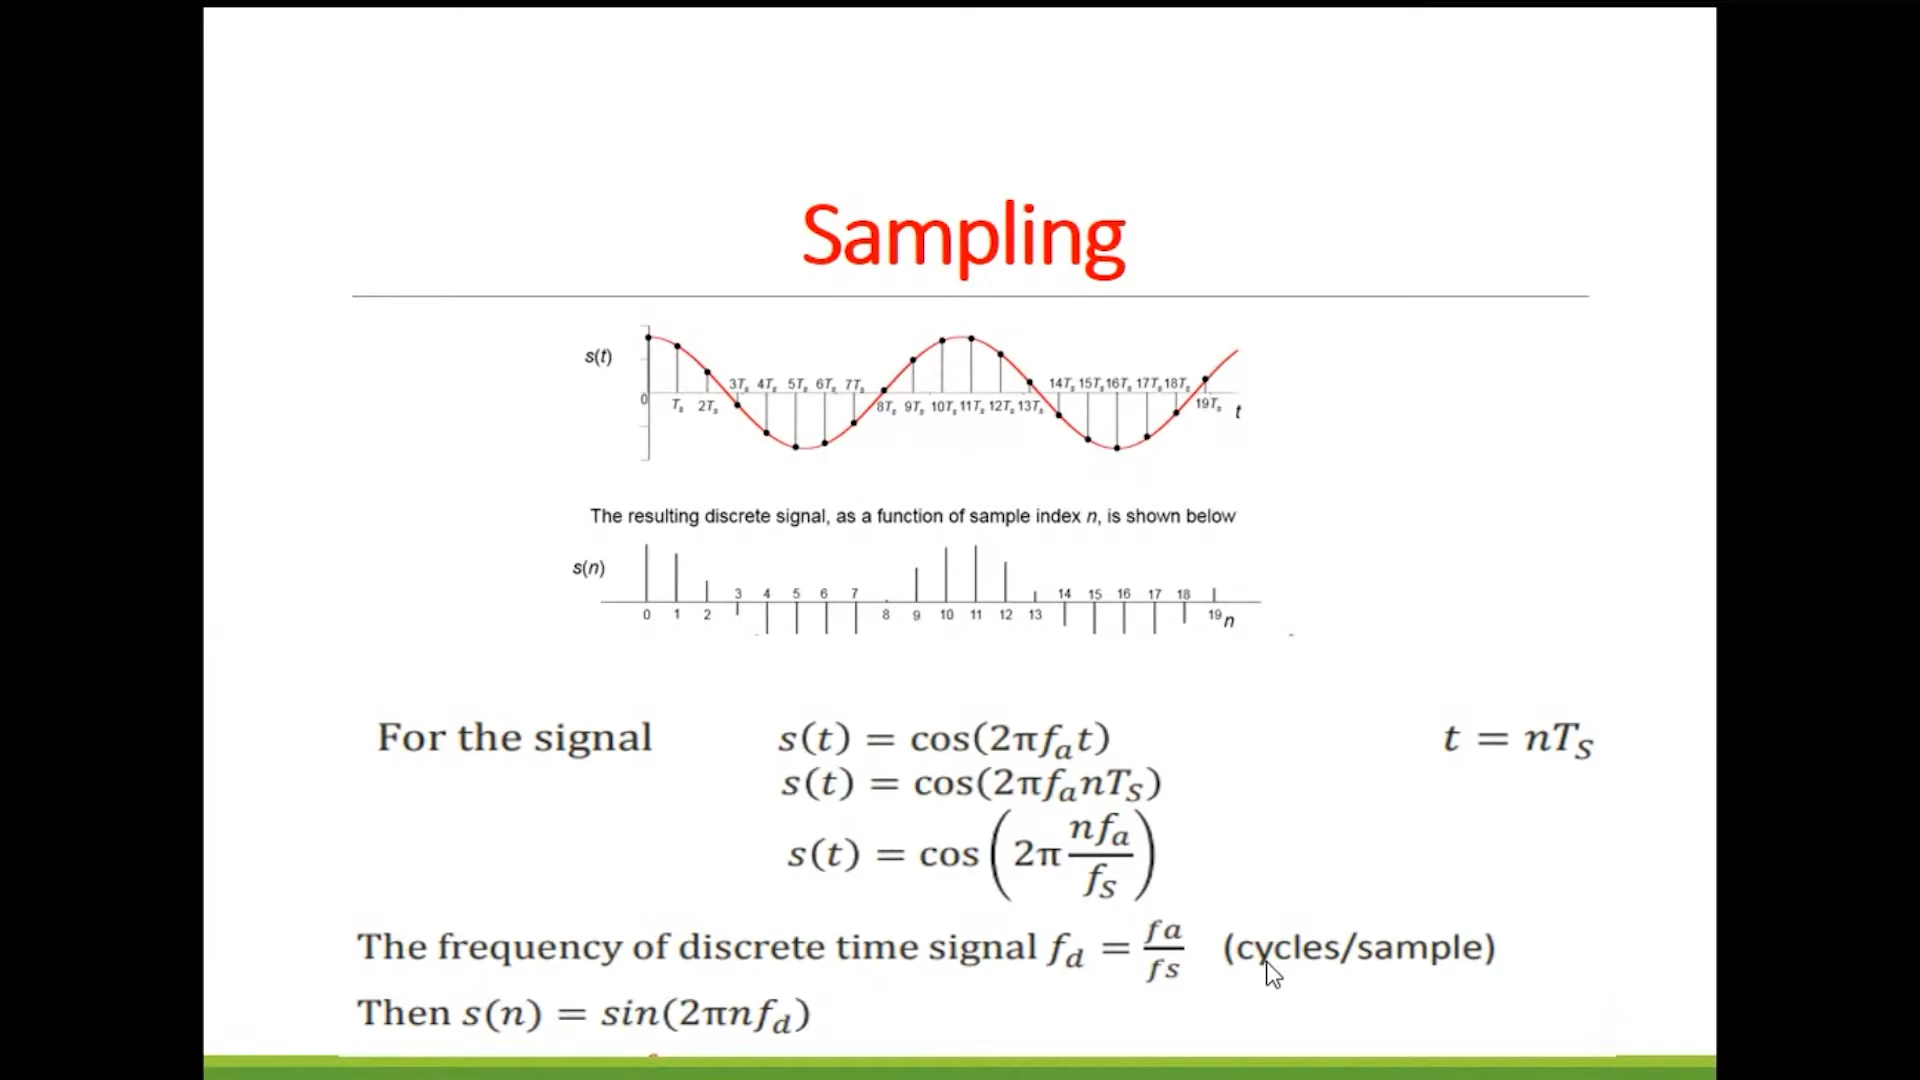 Sampling
s(t)
3Tₛ 4Tₛ 5Tₛ 6Tₛ 7Tₛ 14Tₛ 15Tₛ 16Tₛ 17Tₛ 18Tₛ
0 Tₛ 2Tₛ 8Tₛ 9Tₛ 10Tₛ 11Tₛ 12Tₛ 13Tₛ 19Tₛ t
The resulting discrete signal, as a function of sample index n, is shown below
s(n)
3 4 5 6 7 14 15 16 17 18
0 1 2 8 9 10 11 12 13 19 n
For the signal s(t) = cos(2πfₐt) t = nT_S
s(t) = cos(2πfₐnT_S)
s(t) = cos(2π nfₐ/f_S)
The frequency of discrete time signal f_d = fa/fs (cycles/sample)
Then s(n) = sin(2πnf_d)